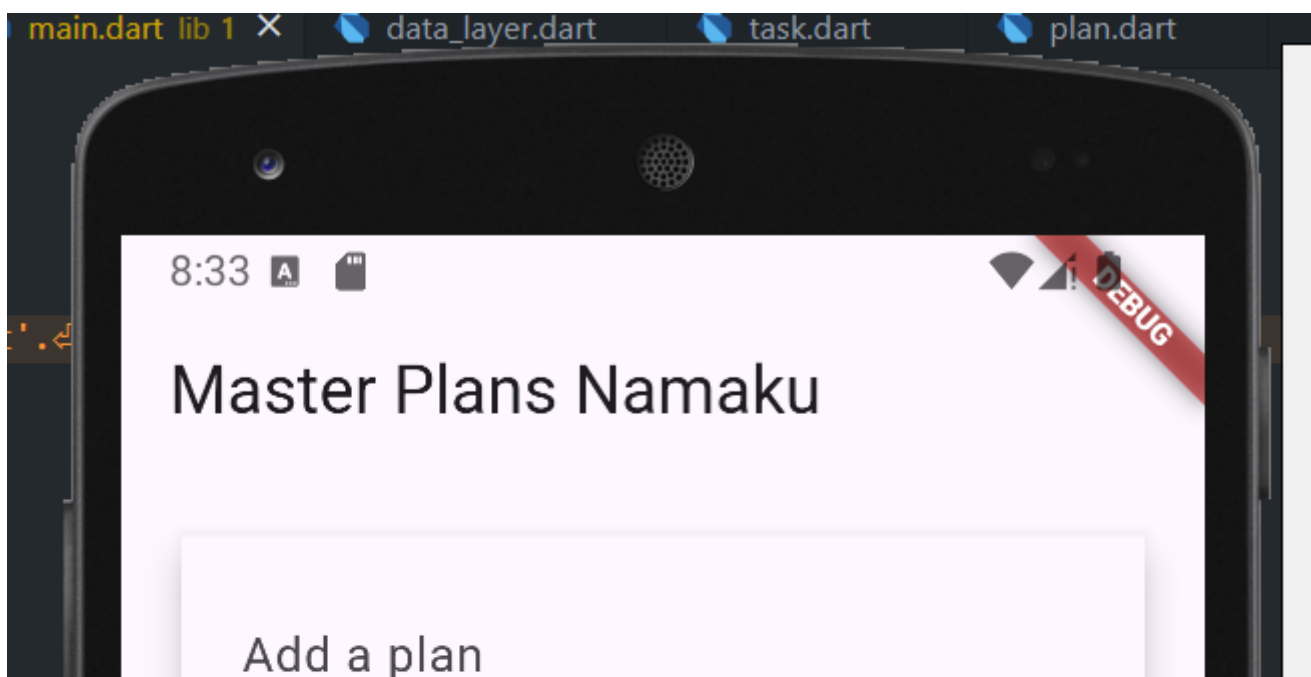 main.dart lib 1 data_layer.dart task.dart plan.dart
8:33
DEBUG
'.
Master Plans Namaku
Add a plan